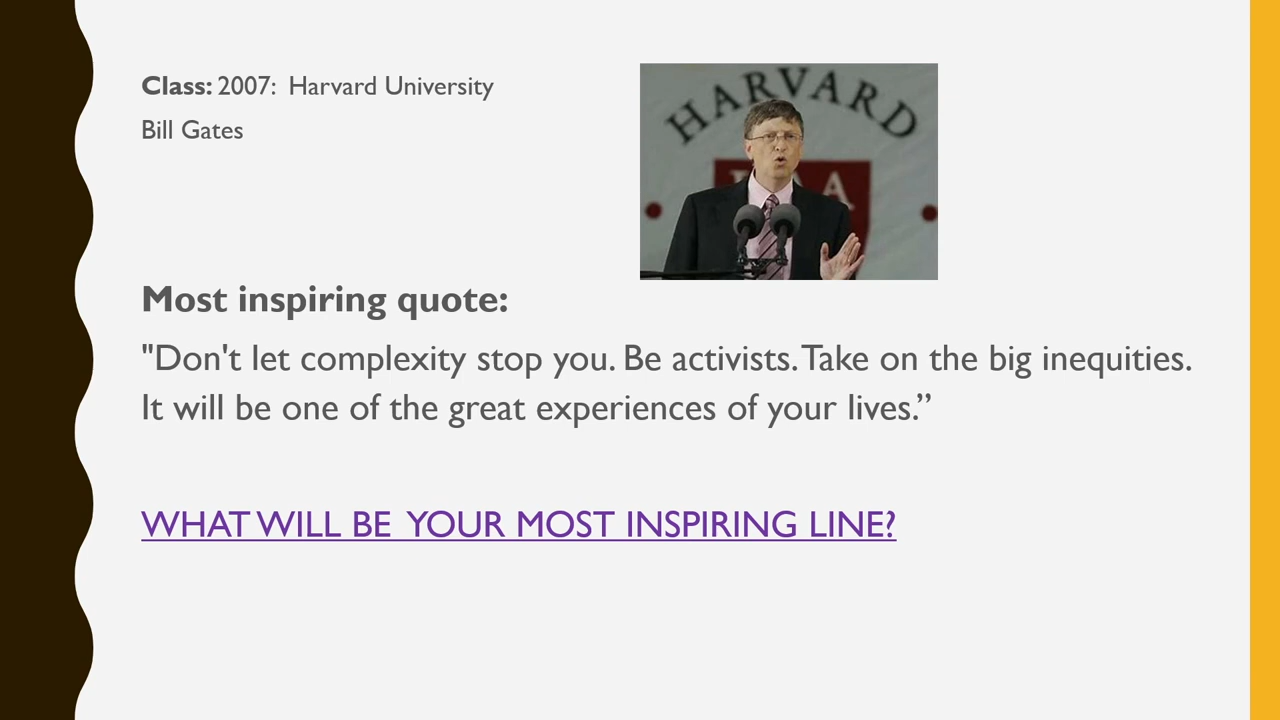 Class: 2007:  Harvard University
Bill Gates
HARVARD
Most inspiring quote:
"Don't let complexity stop you. Be activists. Take on the big inequities.
It will be one of the great experiences of your lives.”
WHAT WILL BE  YOUR MOST INSPIRING LINE?